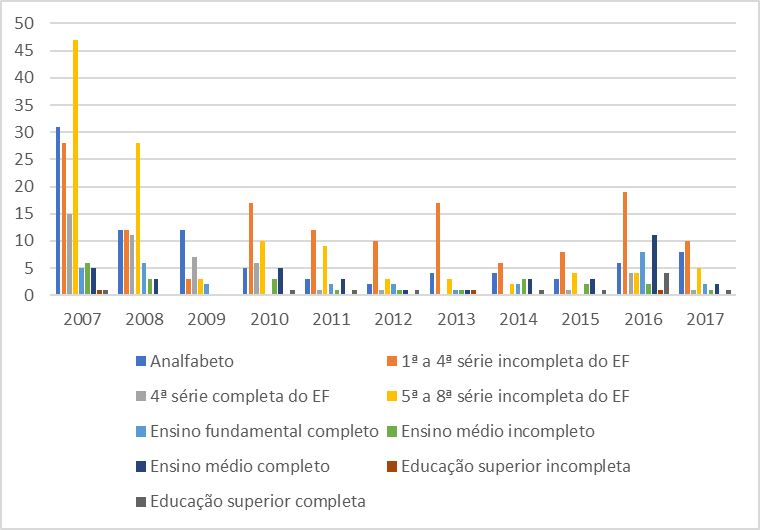 50
45
40
35
30
25
20
15
10
5
0
2007 2008 2009 2010 2011 2012 2013 2014 2015 2016 2017
Analfabeto 1ª a 4ª série incompleta do EF
4ª série completa do EF 5ª a 8ª série incompleta do EF
Ensino fundamental completo Ensino médio incompleto
Ensino médio completo Educação superior incompleta
Educação superior completa